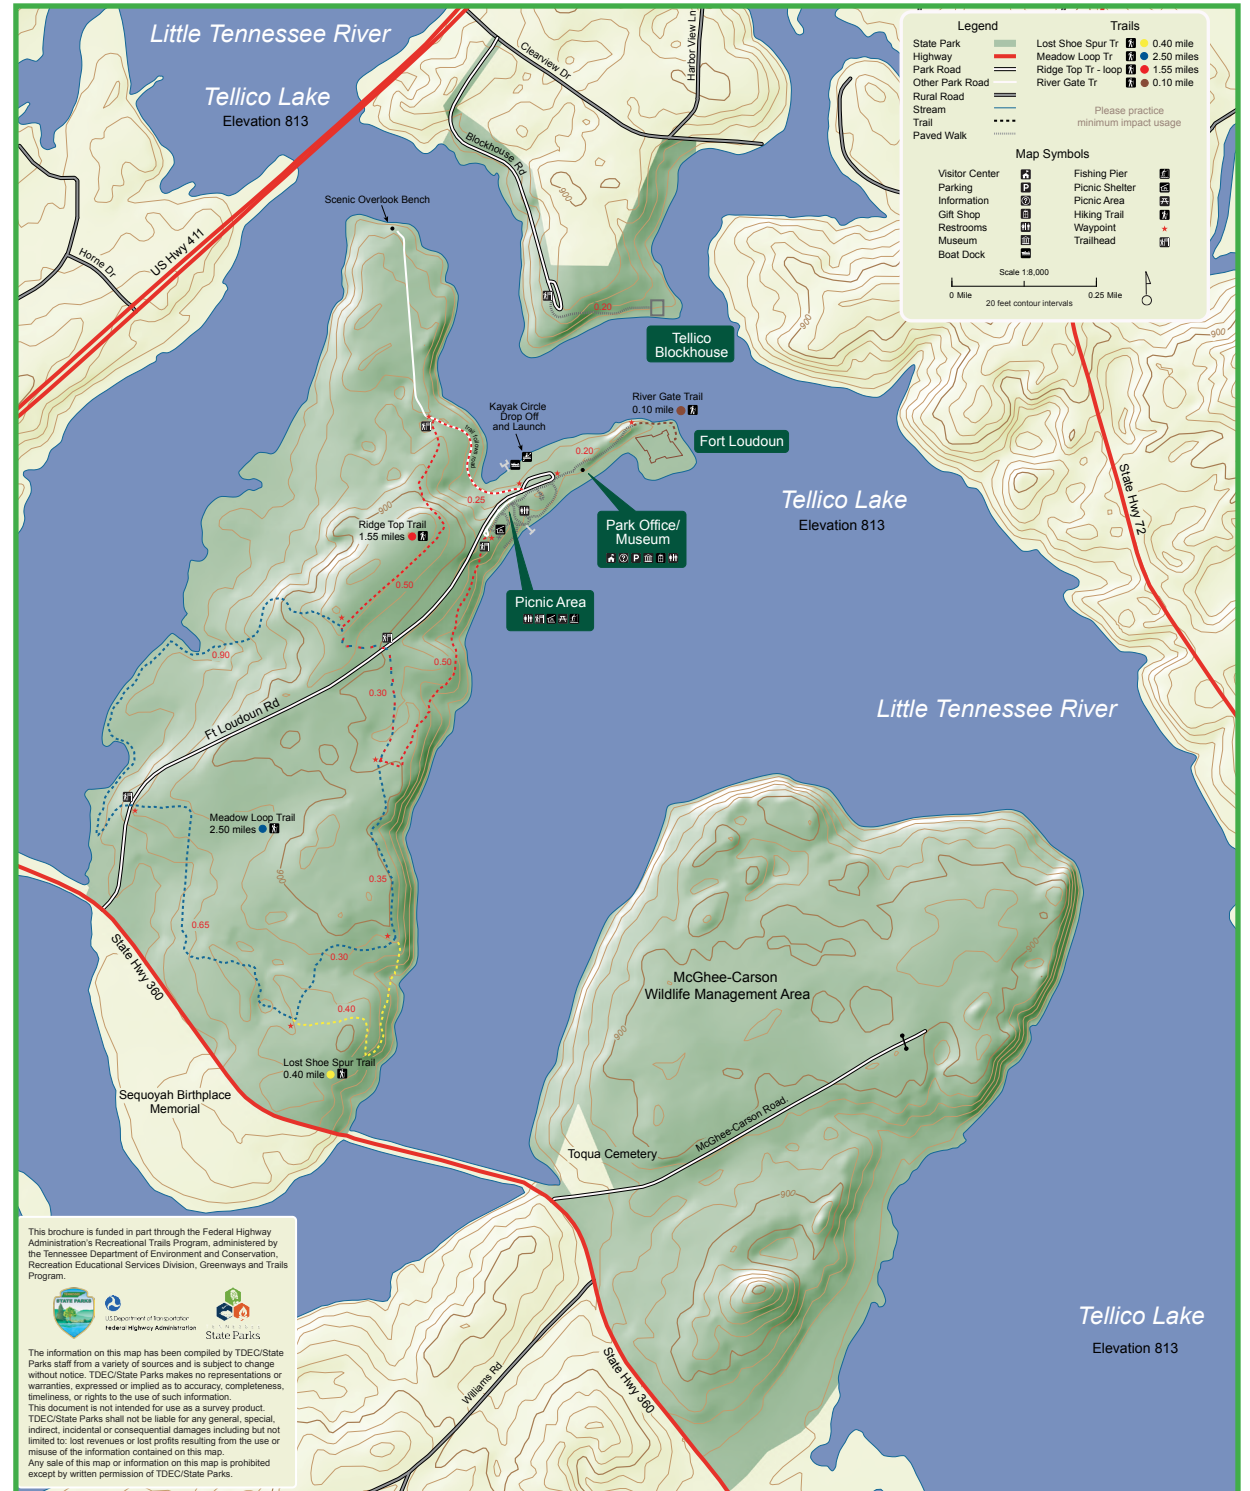 Little Tennessee River
Tellico Lake
Elevation 813
Clearview Dr
Harbor View Ln
Blockhouse Rd
900
Horne Dr
US Hwy 411
Scenic Overlook Bench
0.20
Tellico
Blockhouse
Legend
State Park
Highway
Park Road
Other Park Road
Rural Road
Stream
Trail
Paved Walk
Trails
Lost Shoe Spur Tr 0.40 mile
Meadow Loop Tr 2.50 miles
Ridge Top Tr - loop 1.55 miles
River Gate Tr 0.10 mile
Please practice
minimum impact usage
Map Symbols
Visitor Center
Parking
Information
Gift Shop
Restrooms
Museum
Boat Dock
Fishing Pier
Picnic Shelter
Picnic Area
Hiking Trail
Waypoint
Trailhead
Scale 1:8,000
0 Mile 0.25 Mile
20 feet contour intervals
900
900
State Hwy 72
River Gate Trail
0.10 mile
Kayak Circle
Drop Off
and Launch
Fort Loudoun
0.20
0.25
Park Office/
Museum
Picnic Area
Tellico Lake
Elevation 813
900
Ridge Top Trail
1.55 miles
0.50
0.90
0.50
0.30
Ft Loudoun Rd
Little Tennessee River
Meadow Loop Trail
2.50 miles
900
0.35
0.65
0.30
0.40
State Hwy 360
Lost Shoe Spur Trail
0.40 mile
Sequoyah Birthplace
Memorial
McGhee-Carson
Wildlife Management Area
900
900
McGhee-Carson Road.
Toqua Cemetery
900
Williams Rd
State Hwy 360
Tellico Lake
Elevation 813
This brochure is funded in part through the Federal Highway
Administration's Recreational Trails Program, administered by
the Tennessee Department of Environment and Conservation,
Recreation Educational Services Division, Greenways and Trails
Program.
STATE PARKS
U.S. Department of Transportation
Federal Highway Administration
State Parks
The information on this map has been compiled by TDEC/State
Parks staff from a variety of sources and is subject to change
without notice. TDEC/State Parks makes no representations or
warranties, expressed or implied as to accuracy, completeness,
timeliness, or rights to the use of such information.
This document is not intended for use as a survey product.
TDEC/State Parks shall not be liable for any general, special,
indirect, incidental or consequential damages including but not
limited to: lost revenues or lost profits resulting from the use or
misuse of the information contained on this map.
Any sale of this map or information on this map is prohibited
except by written permission of TDEC/State Parks.